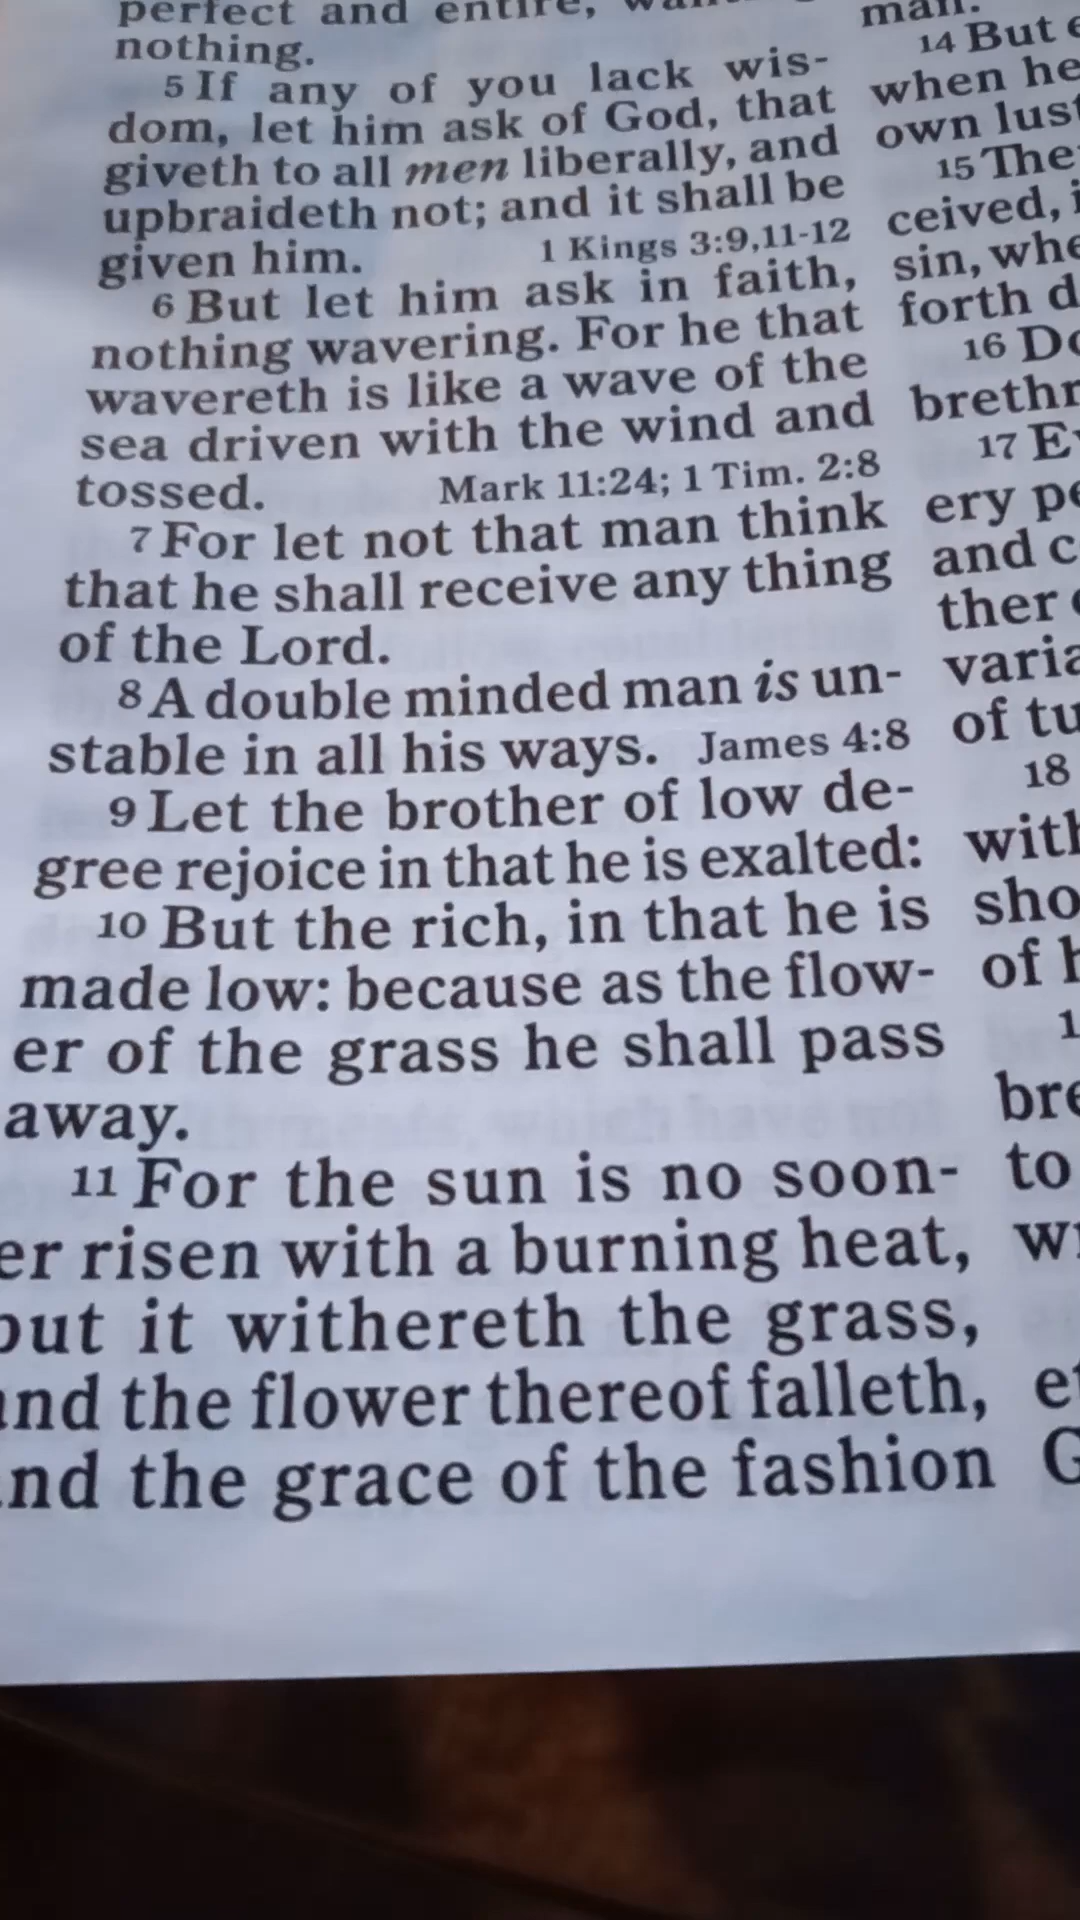 perfect and entire,
nothing.
5 If any of you lack wis-
dom, let him ask of God, that
giveth to all men liberally, and
upbraideth not; and it shall be
given him. 1 Kings 3:9,11-12
6 But let him ask in faith,
nothing wavering. For he that
wavereth is like a wave of the
sea driven with the wind and
tossed. Mark 11:24; 1 Tim. 2:8
7 For let not that man think
that he shall receive any thing
of the Lord.
8 A double minded man is un-
stable in all his ways. James 4:8
9 Let the brother of low de-
gree rejoice in that he is exalted:
10 But the rich, in that he is
made low: because as the flow-
er of the grass he shall pass
away.
11 For the sun is no soon-
er risen with a burning heat,
but it withereth the grass,
and the flower thereof falleth,
and the grace of the fashion
man.
14 But
when he
own lust
15 The
ceived,
sin, whe
forth d
16 Do
brethr
17 E
ery pe
and c
ther
varia
of tu
18
with
sho
of h
1
bre
to
w
e
G